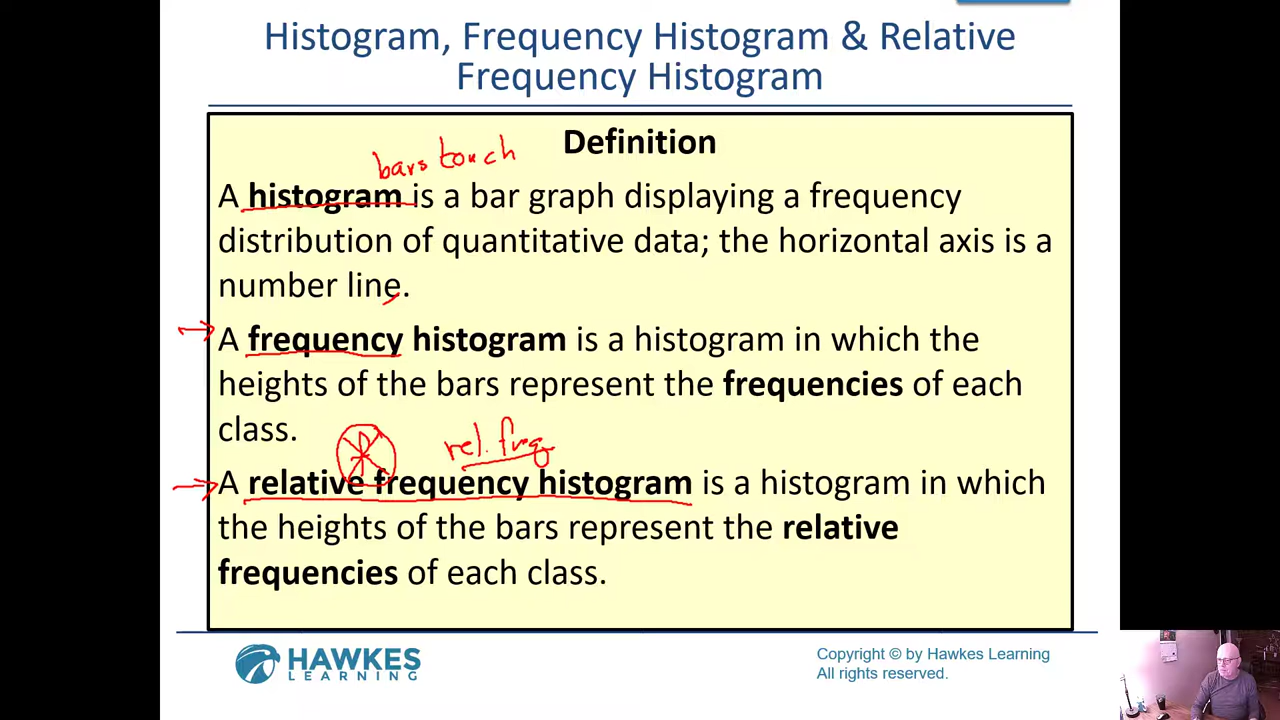 Histogram, Frequency Histogram & Relative
Frequency Histogram
Definition
bars touch
A histogram is a bar graph displaying a frequency
distribution of quantitative data; the horizontal axis is a
number line.
A frequency histogram is a histogram in which the
heights of the bars represent the frequencies of each
class.
rel. freq
A relative frequency histogram is a histogram in which
the heights of the bars represent the relative
frequencies of each class.
HAWKES
LEARNING
Copyright © by Hawkes Learning
All rights reserved.